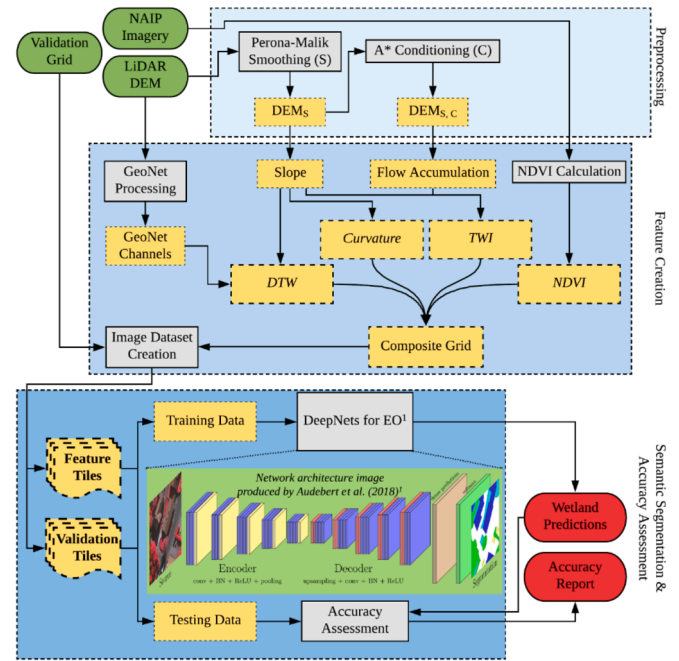 NAIP
Imagery
Validation
Grid
LiDAR
DEM
Perona-Malik
Smoothing (S)
A* Conditioning (C)
DEMS
DEMS, C
Preprocessing
GeoNet
Processing
Slope
Flow Accumulation
NDVI Calculation
GeoNet
Channels
Curvature
TWI
DTW
NDVI
Feature Creation
Image Dataset
Creation
Composite Grid
Training Data
DeepNets for EO¹
Feature
Tiles
Validation
Tiles
Network architecture image
produced by Audebert et al. (2018)¹
Encoder
conv + BN + ReLU + pooling
Decoder
upsampling + conv + BN + ReLU
Source
Segmentation
Wetland
Predictions
Accuracy
Report
Testing Data
Accuracy
Assessment
Semantic Segmentation &
Accuracy Assessment